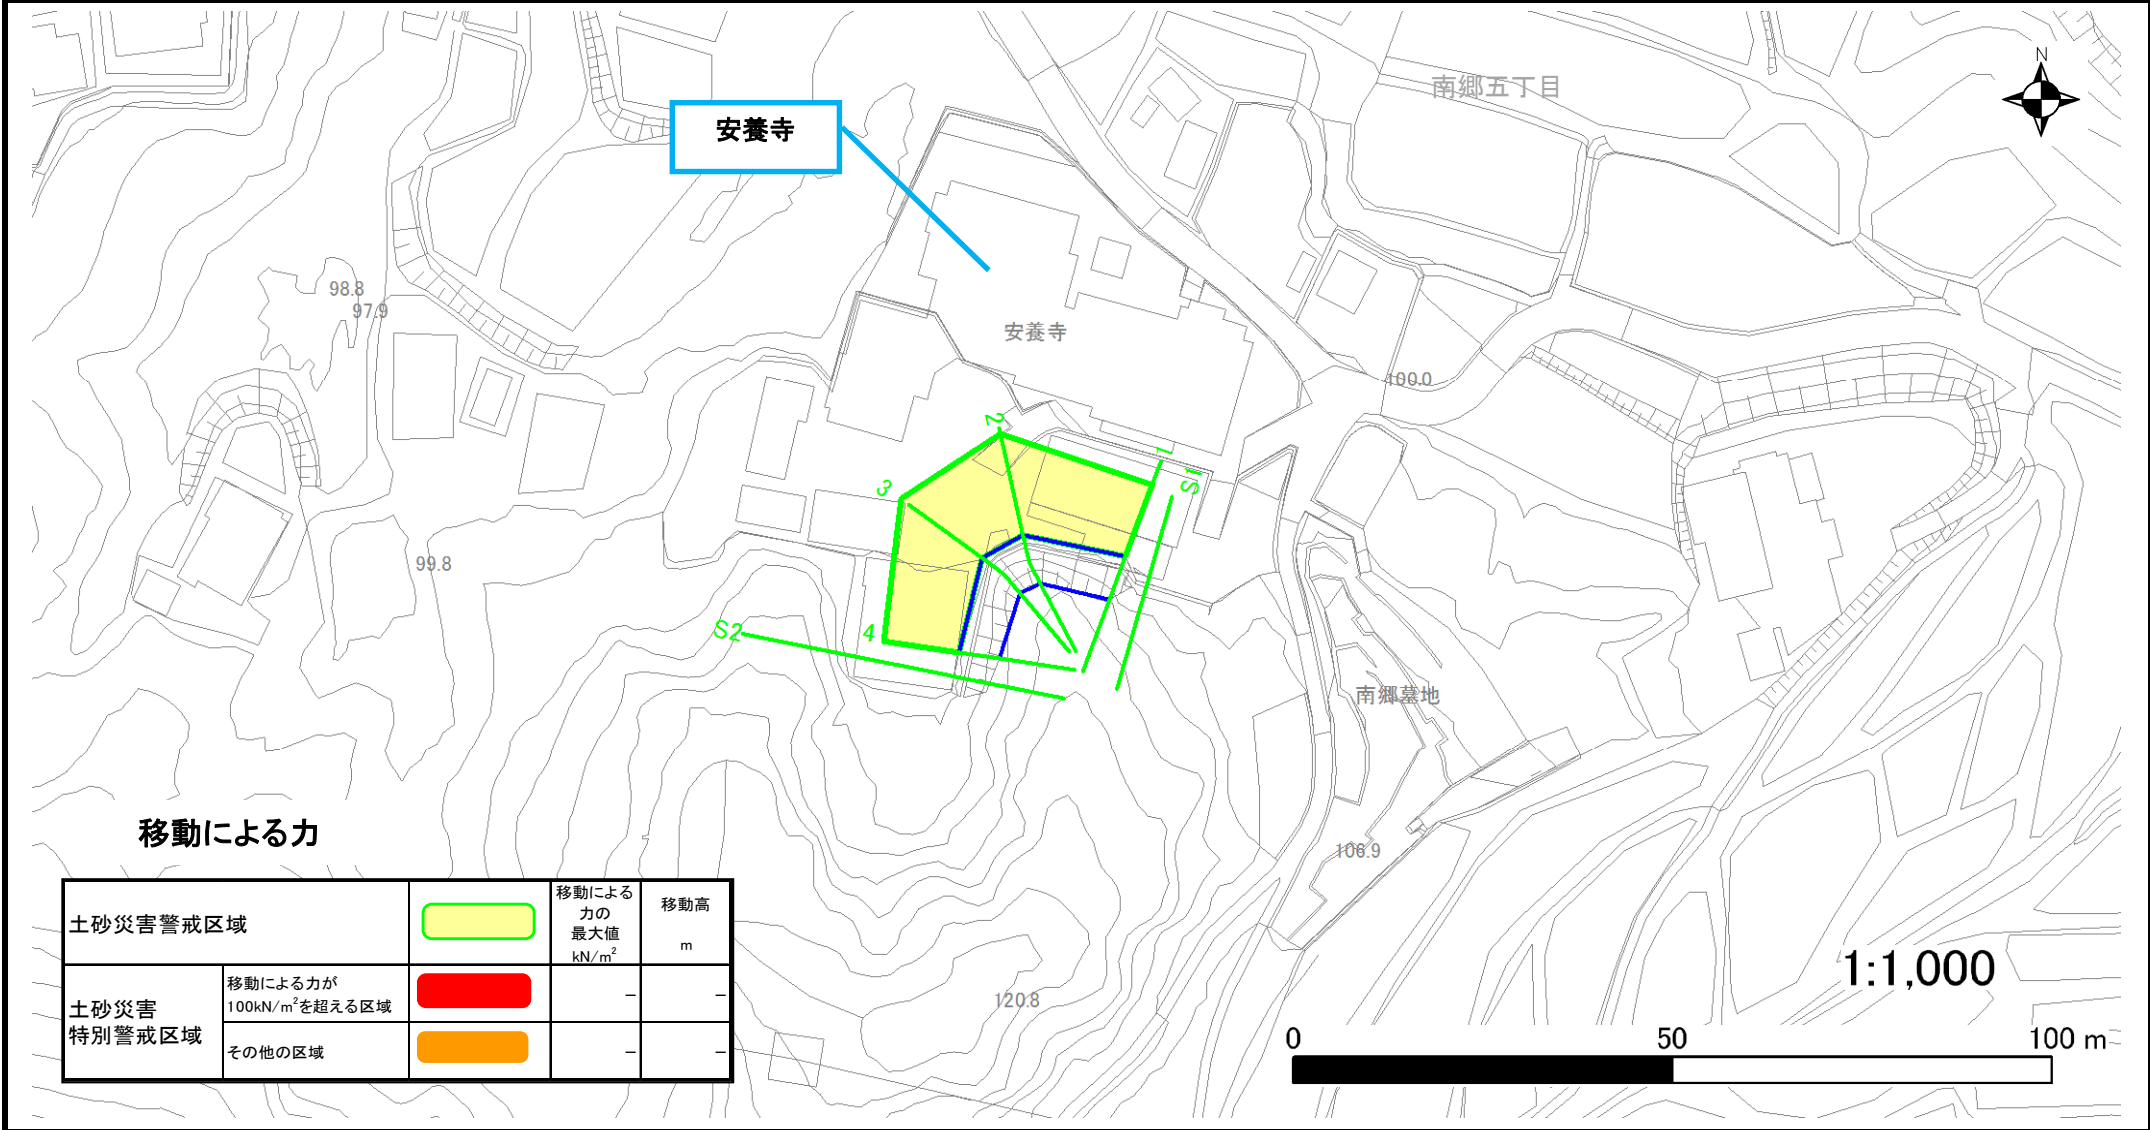 南郷五丁目
N
安養寺
98.8
97.9
安養寺
100.0
2
1
S1
3
99.8
4
S2
南郷墓地
106.9
120.8
移動による力
土砂災害警戒区域
移動による
力の
最大値
kN/m²
移動高
m
土砂災害
特別警戒区域
移動による力が
100kN/m²を超える区域
－
－
その他の区域
－
－
1:1,000
0 50 100 m